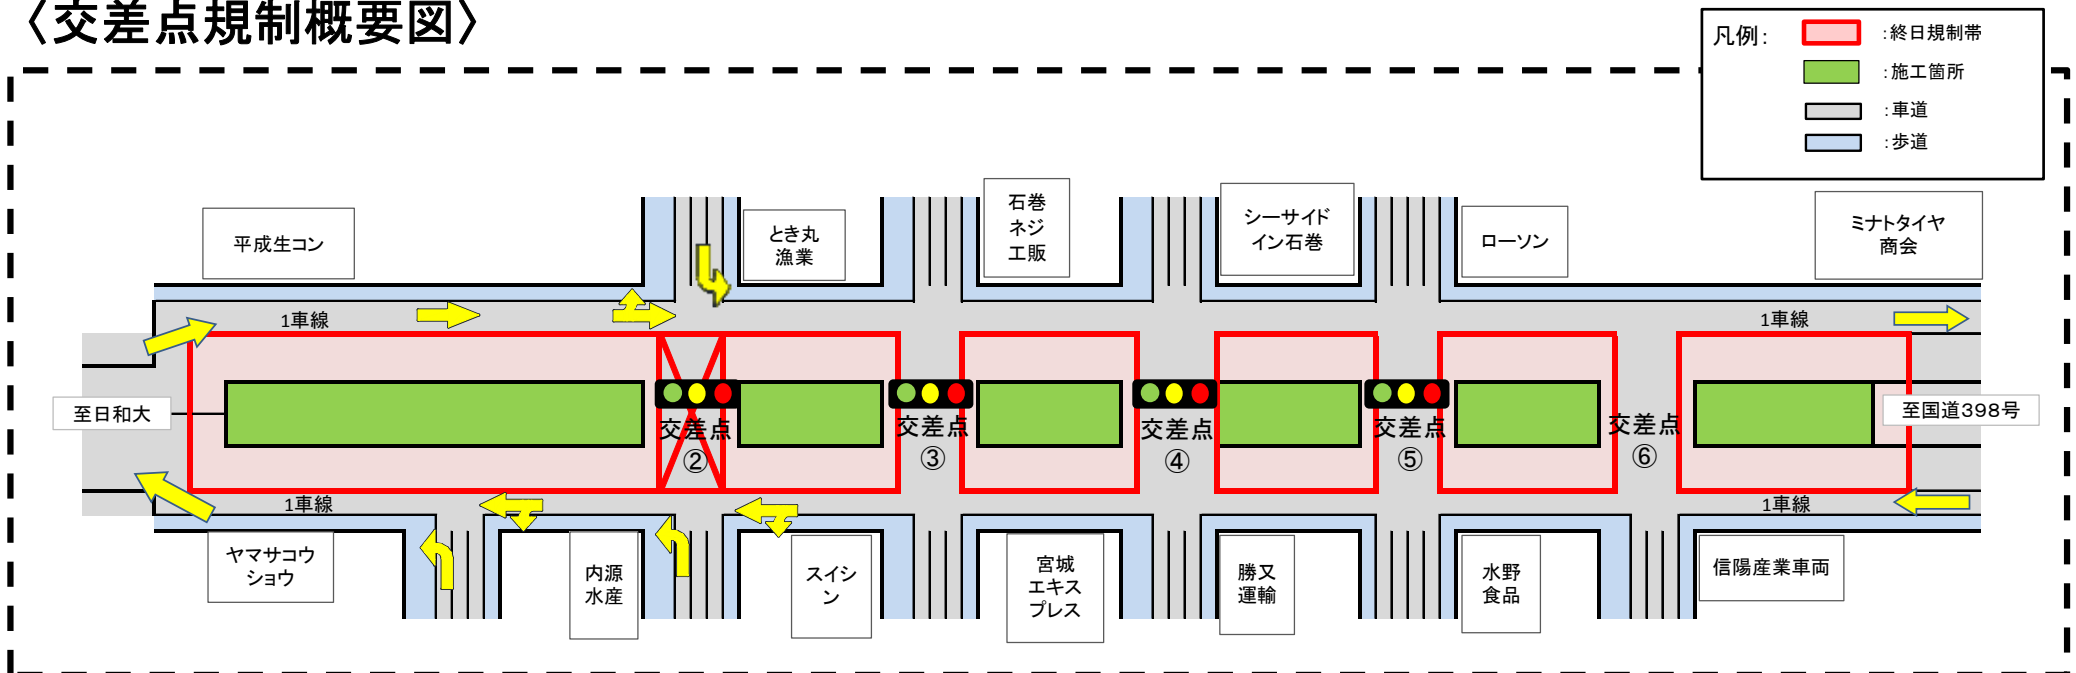 〈交差点規制概要図〉
凡例：
：終日規制帯
：施工箇所
：車道
：歩道
平成生コン
とき丸
漁業
石巻
ネジ
工販
シーサイド
イン石巻
ローソン
ミナトタイヤ
商会
1車線
1車線
至日和大
交差点
②
交差点
③
交差点
④
交差点
⑤
交差点
⑥
至国道398号
1車線
1車線
ヤマサコウ
ショウ
内源
水産
スイシ
ン
宮城
エキス
プレス
勝又
運輸
水野
食品
信陽産業車両